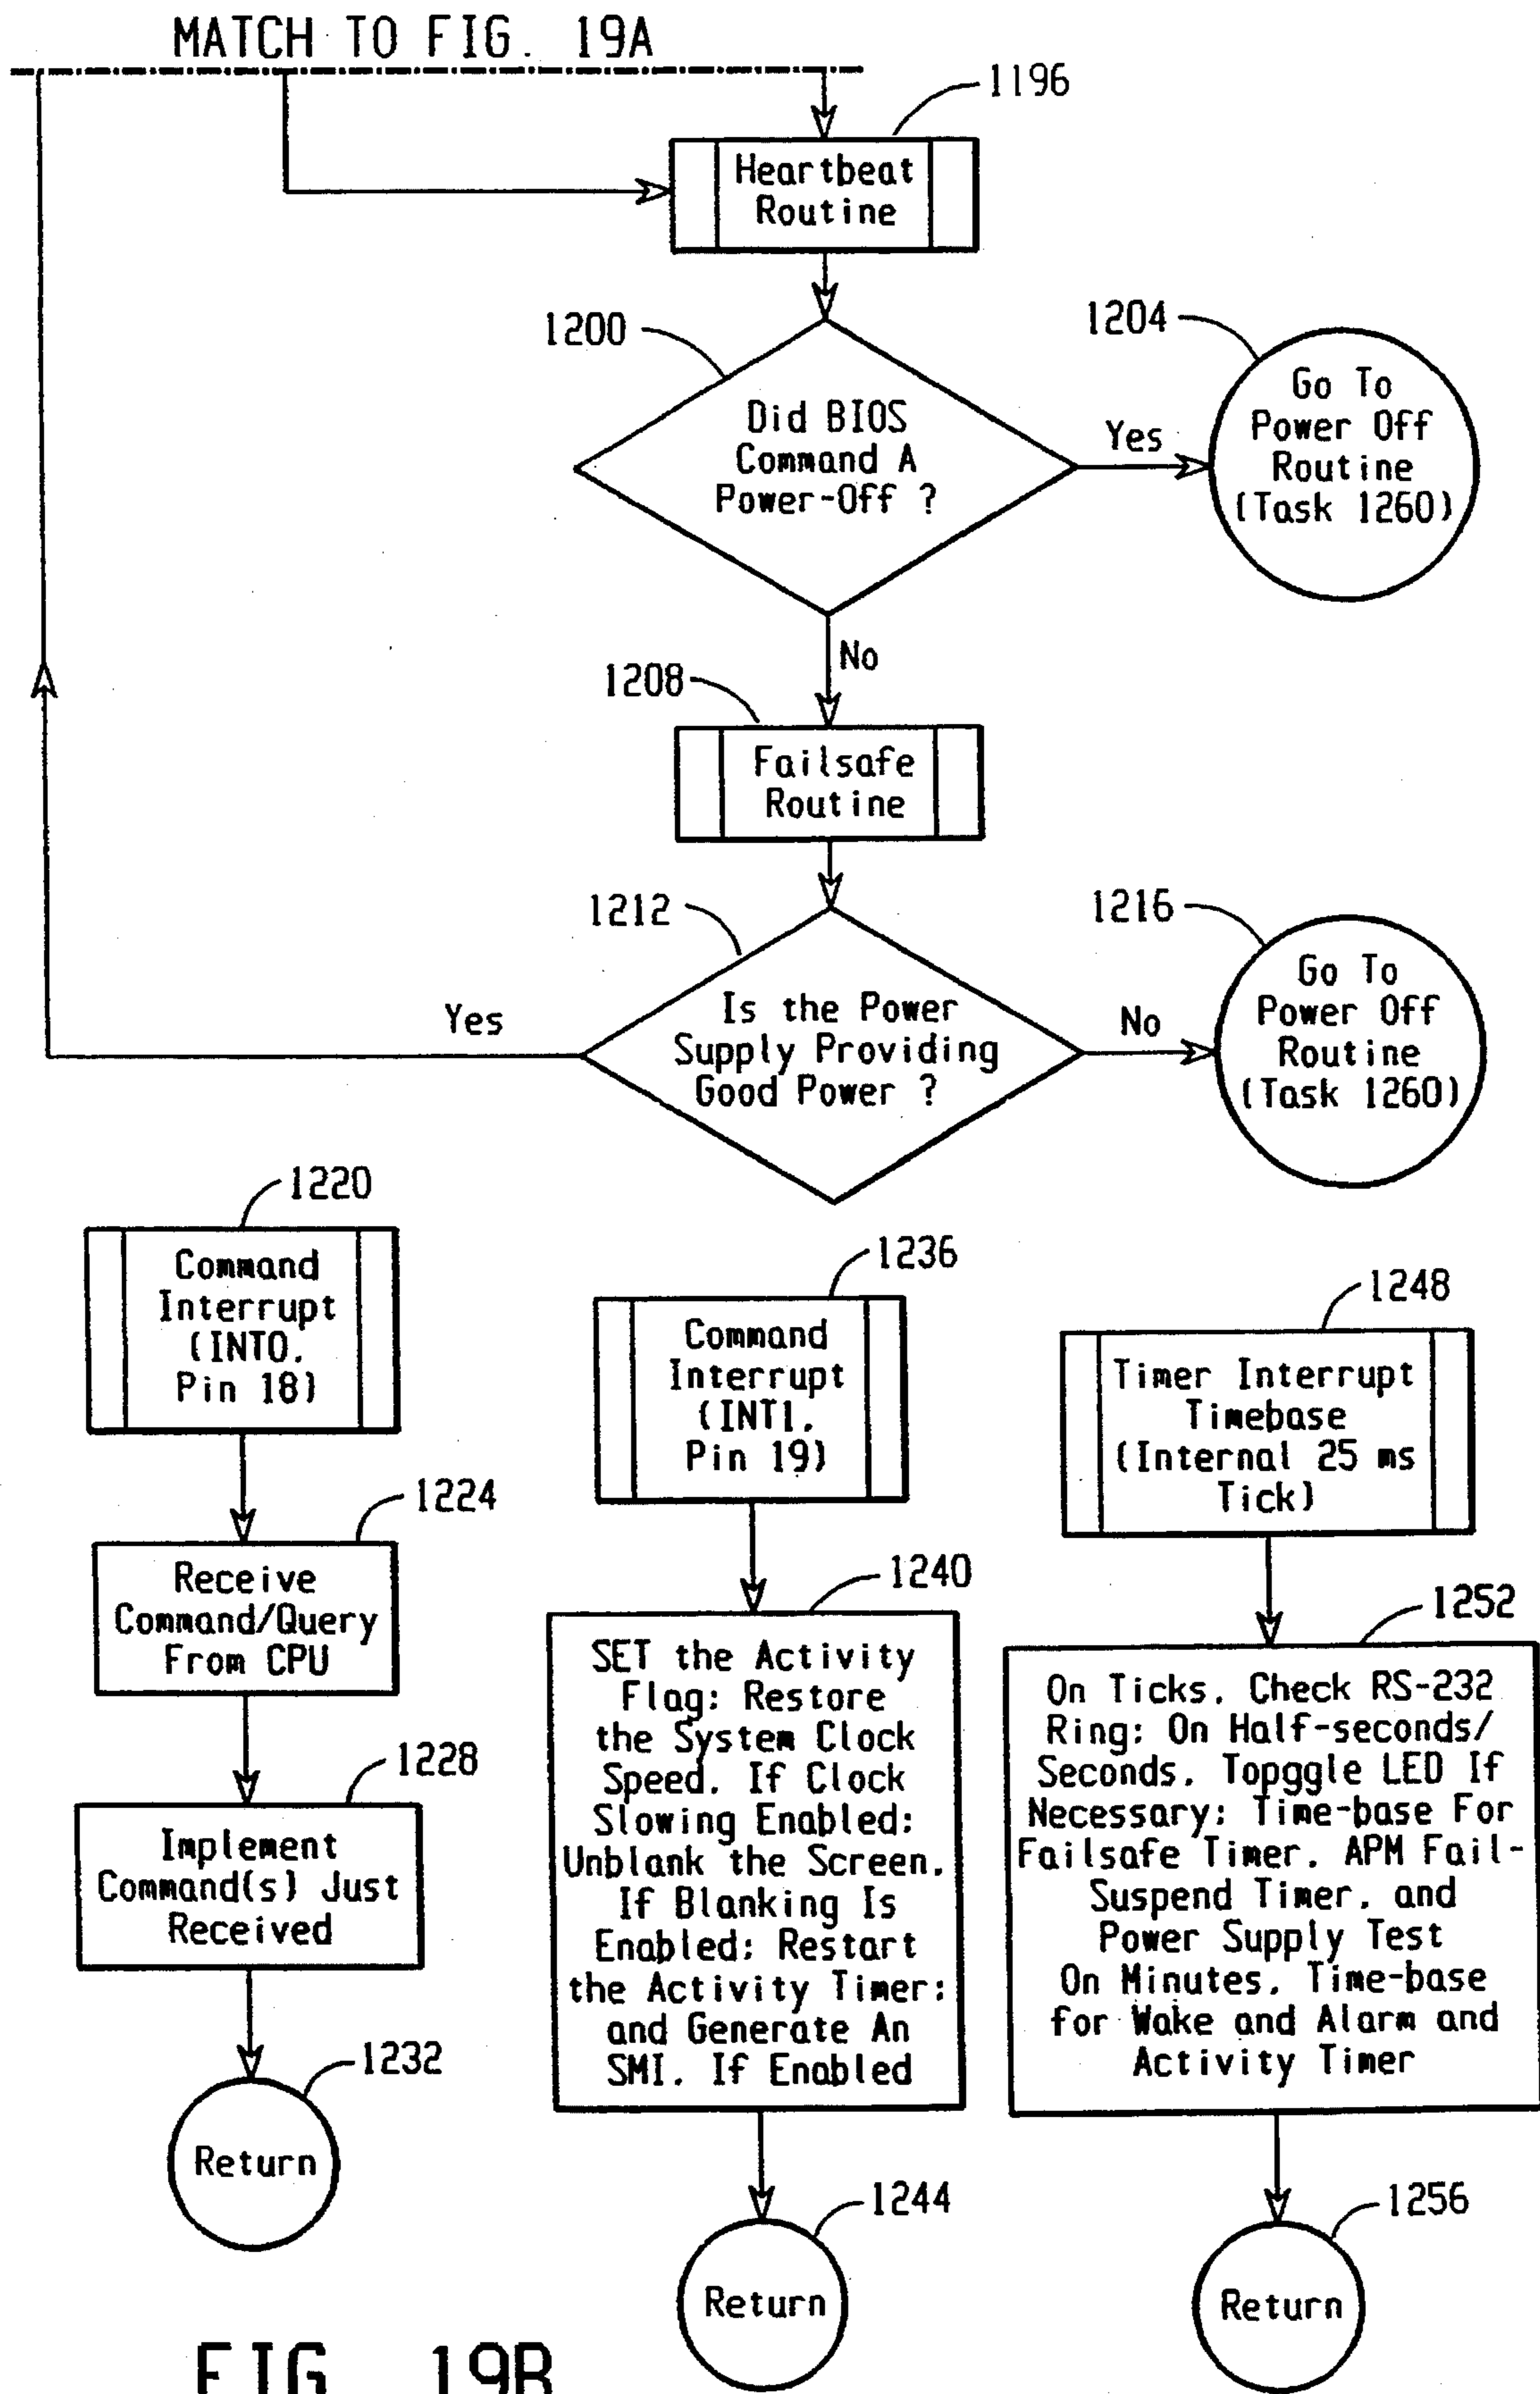 MATCH TO FIG. 19A
1196
Heartbeat
Routine
1200
Did BIOS
Command A
Power-Off ?
Yes
1204
Go To
Power Off
Routine
(Task 1260)
No
1208
Failsafe
Routine
1212
Is the Power
Supply Providing
Good Power ?
Yes
No
1216
Go To
Power Off
Routine
(Task 1260)
1220
Command
Interrupt
(INT0,
Pin 18)
1224
Receive
Command/Query
From CPU
1228
Implement
Command(s) Just
Received
1232
Return
1236
Command
Interrupt
(INT1,
Pin 19)
1240
SET the Activity
Flag: Restore
the System Clock
Speed, If Clock
Slowing Enabled;
Unblank the Screen,
If Blanking Is
Enabled; Restart
the Activity Timer;
and Generate An
SMI, If Enabled
1244
Return
1248
Timer Interrupt
Timebase
(Internal 25 ms
Tick)
1252
On Ticks, Check RS-232
Ring; On Half-seconds/
Seconds, Topggle LED If
Necessary; Time-base For
Failsafe Timer, APM Fail-
Suspend Timer, and
Power Supply Test
On Minutes, Time-base
for Wake and Alarm and
Activity Timer
1256
Return
FIG. 19B